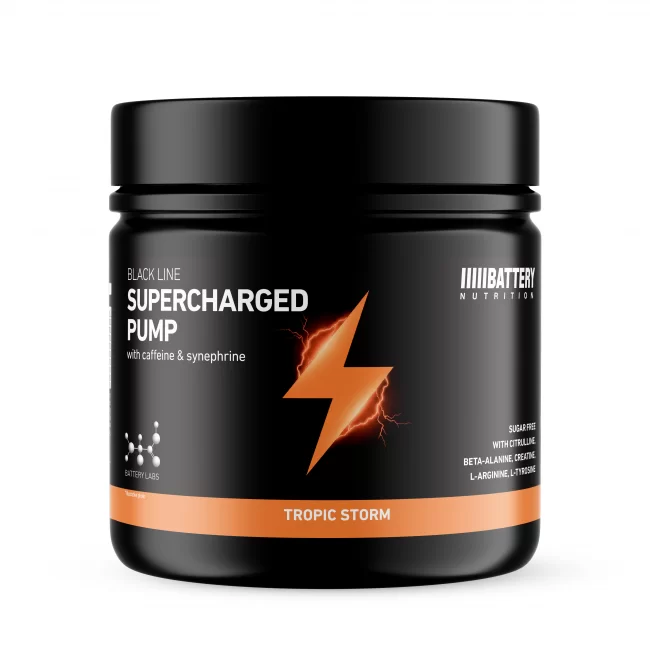 BLACK LINE
SUPERCHARGED
PUMP
with caffeine & synephrine
BATTERY
NUTRITION
SUGAR FREE
WITH CITRULLINE,
BETA-ALANINE, CREATINE,
L-ARGININE, L-TYROSINE
BATTERY LABS
TROPIC STORM